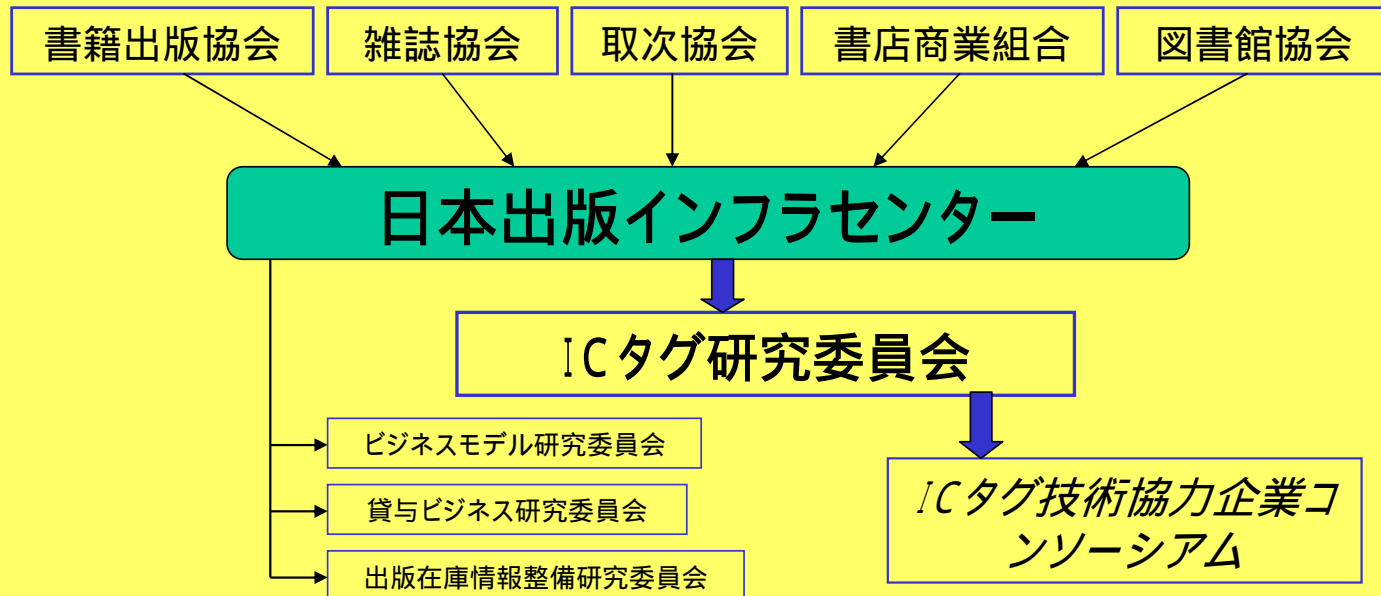 書籍出版協会
雑誌協会
取次協会
書店商業組合
図書館協会
日本出版インフラセンター
ICタグ研究委員会
ビジネスモデル研究委員会
貸与ビジネス研究委員会
出版在庫情報整備研究委員会
ICタグ技術協力企業コ
ンソーシアム